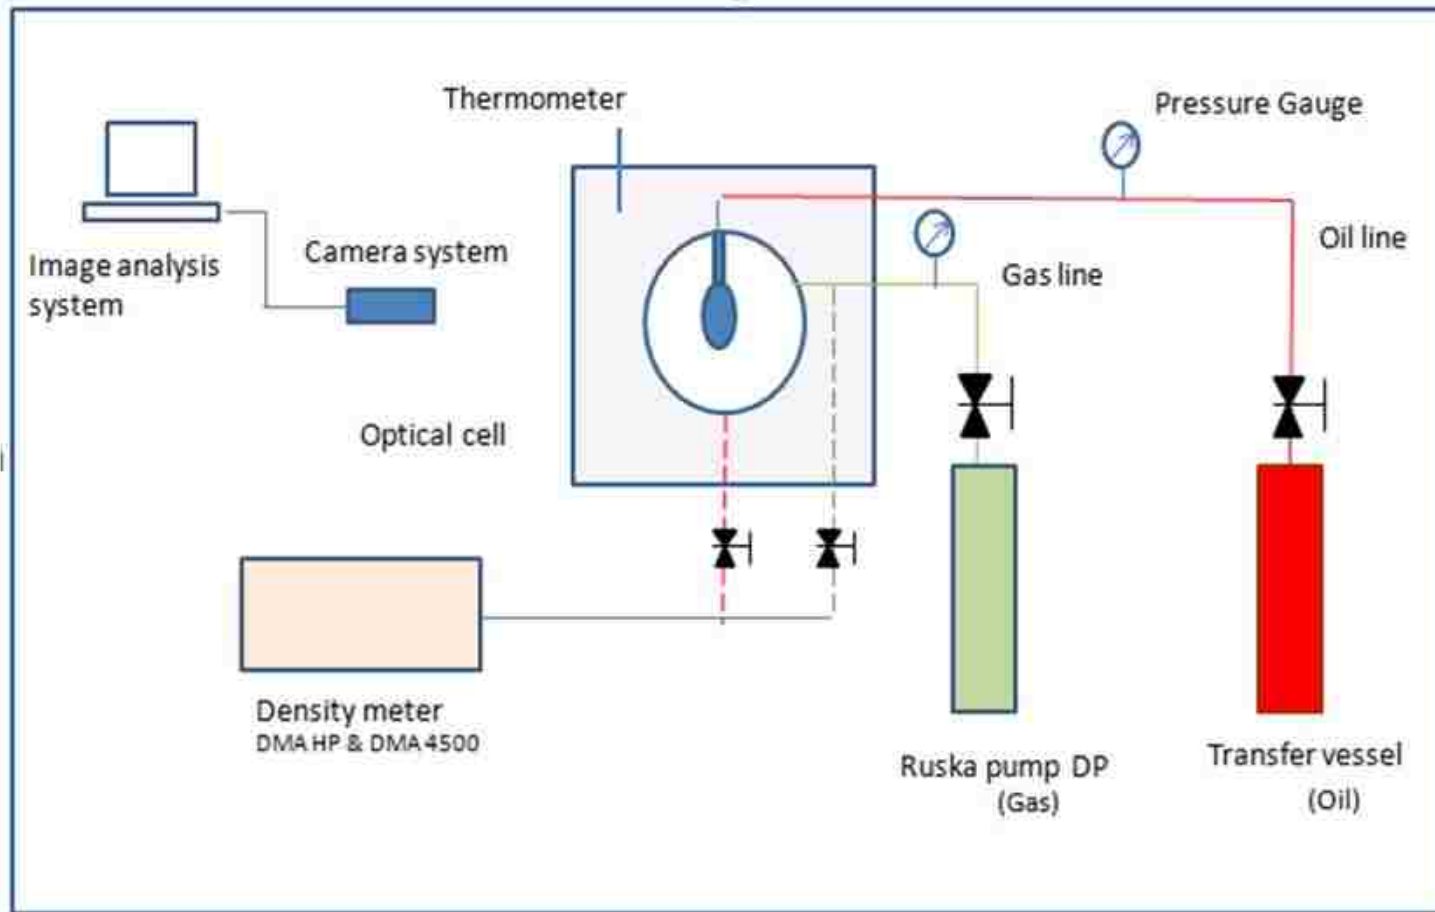 Thermometer
Pressure Gauge
Oil line
Camera system
Image analysis
system
Gas line
Optical cell
Density meter
DMA HP & DMA 4500
Ruska pump DP
(Gas)
Transfer vessel
(Oil)